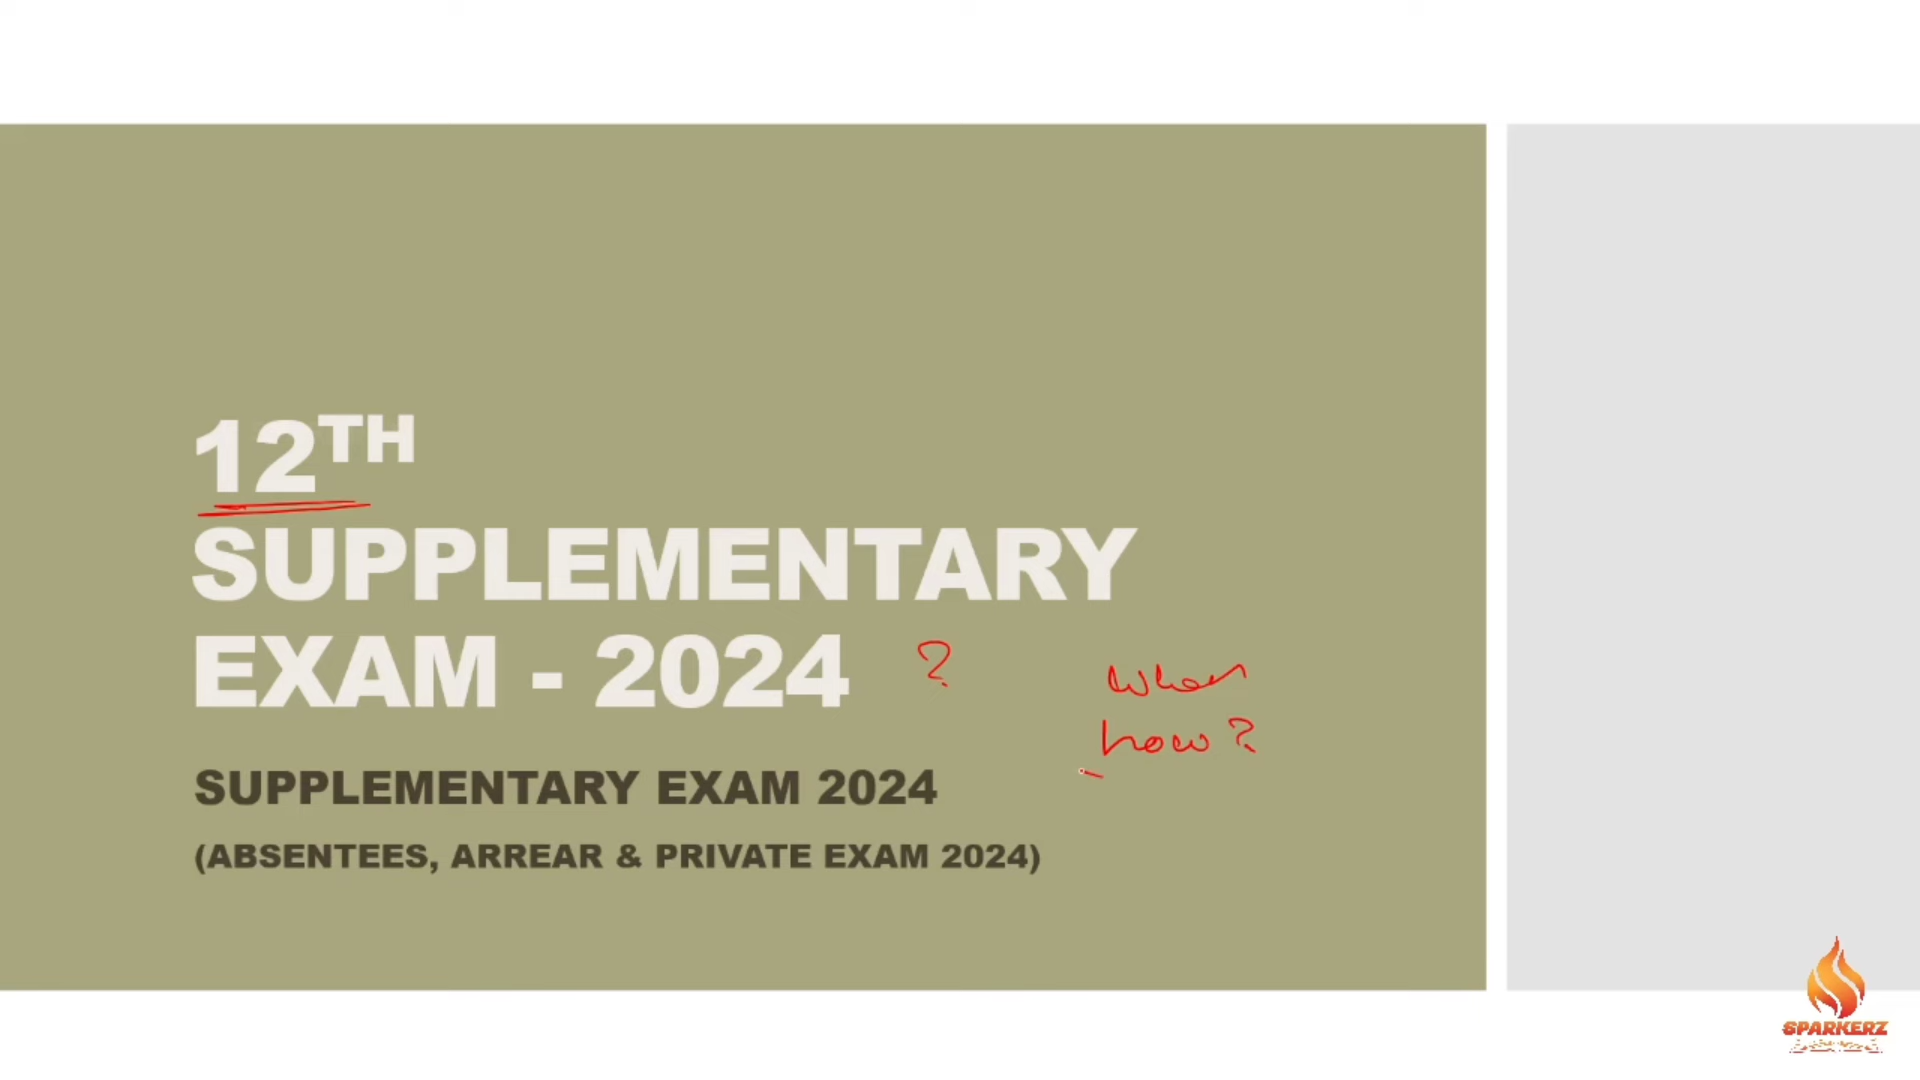 12TH
SUPPLEMENTARY
EXAM - 2024 ?
when
how?
SUPPLEMENTARY EXAM 2024
(ABSENTEES, ARREAR & PRIVATE EXAM 2024)
SPARKERZ